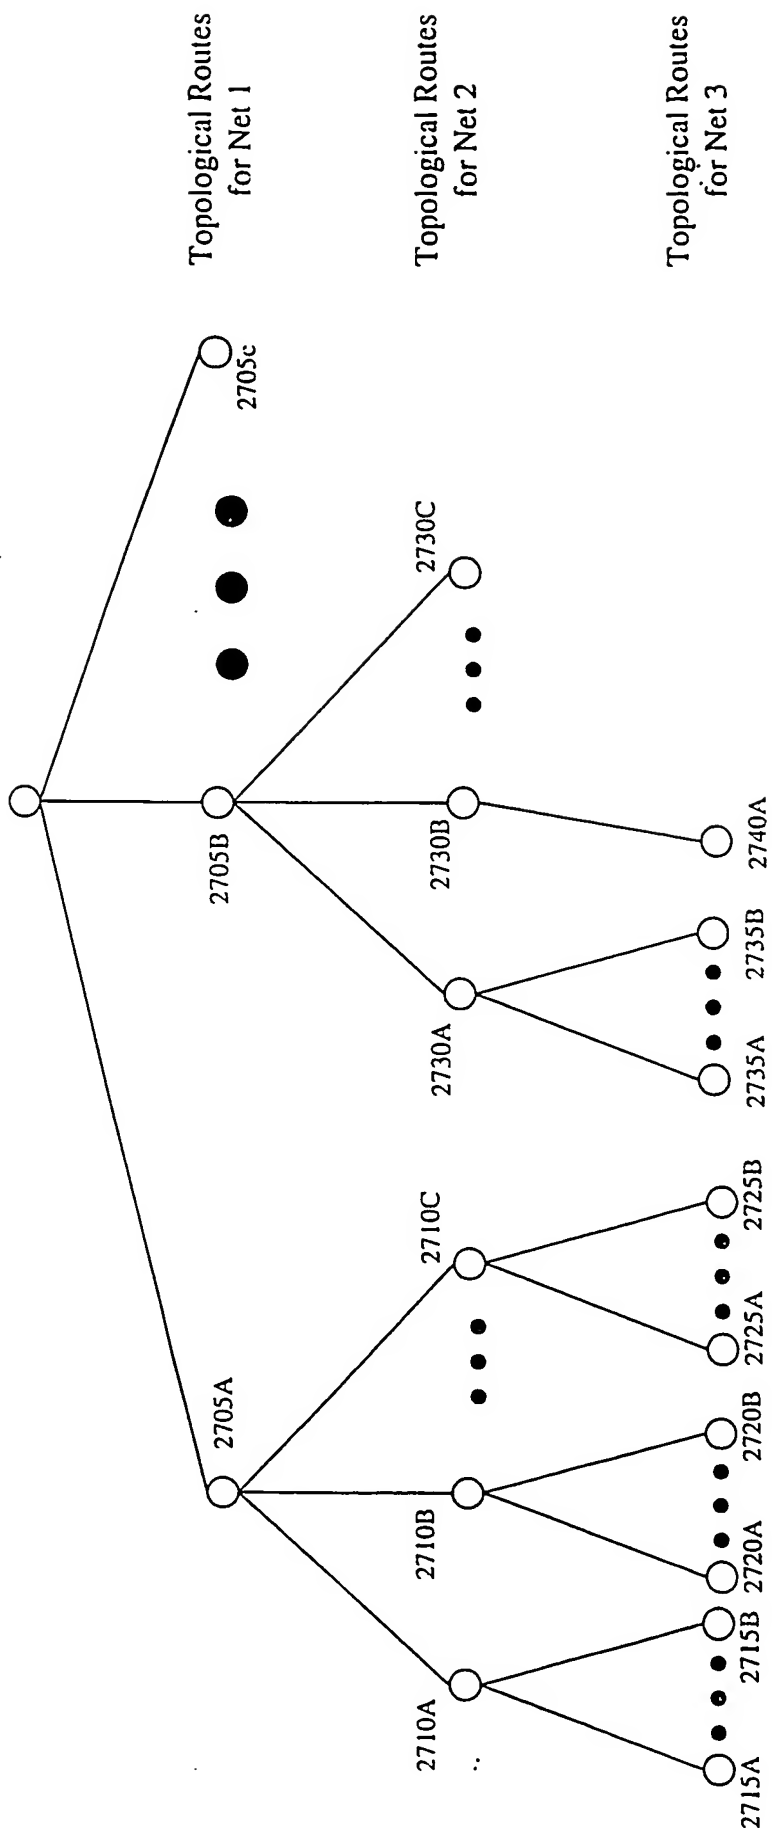 2705A
2705B
2705c
Topological Routes
for Net 1
2710A
2710B
2710C
2730A
2730B
2730C
Topological Routes
for Net 2
2715A
2715B
2720A
2720B
2725A
2725B
2735A
2735B
2740A
Topological Routes
for Net 3